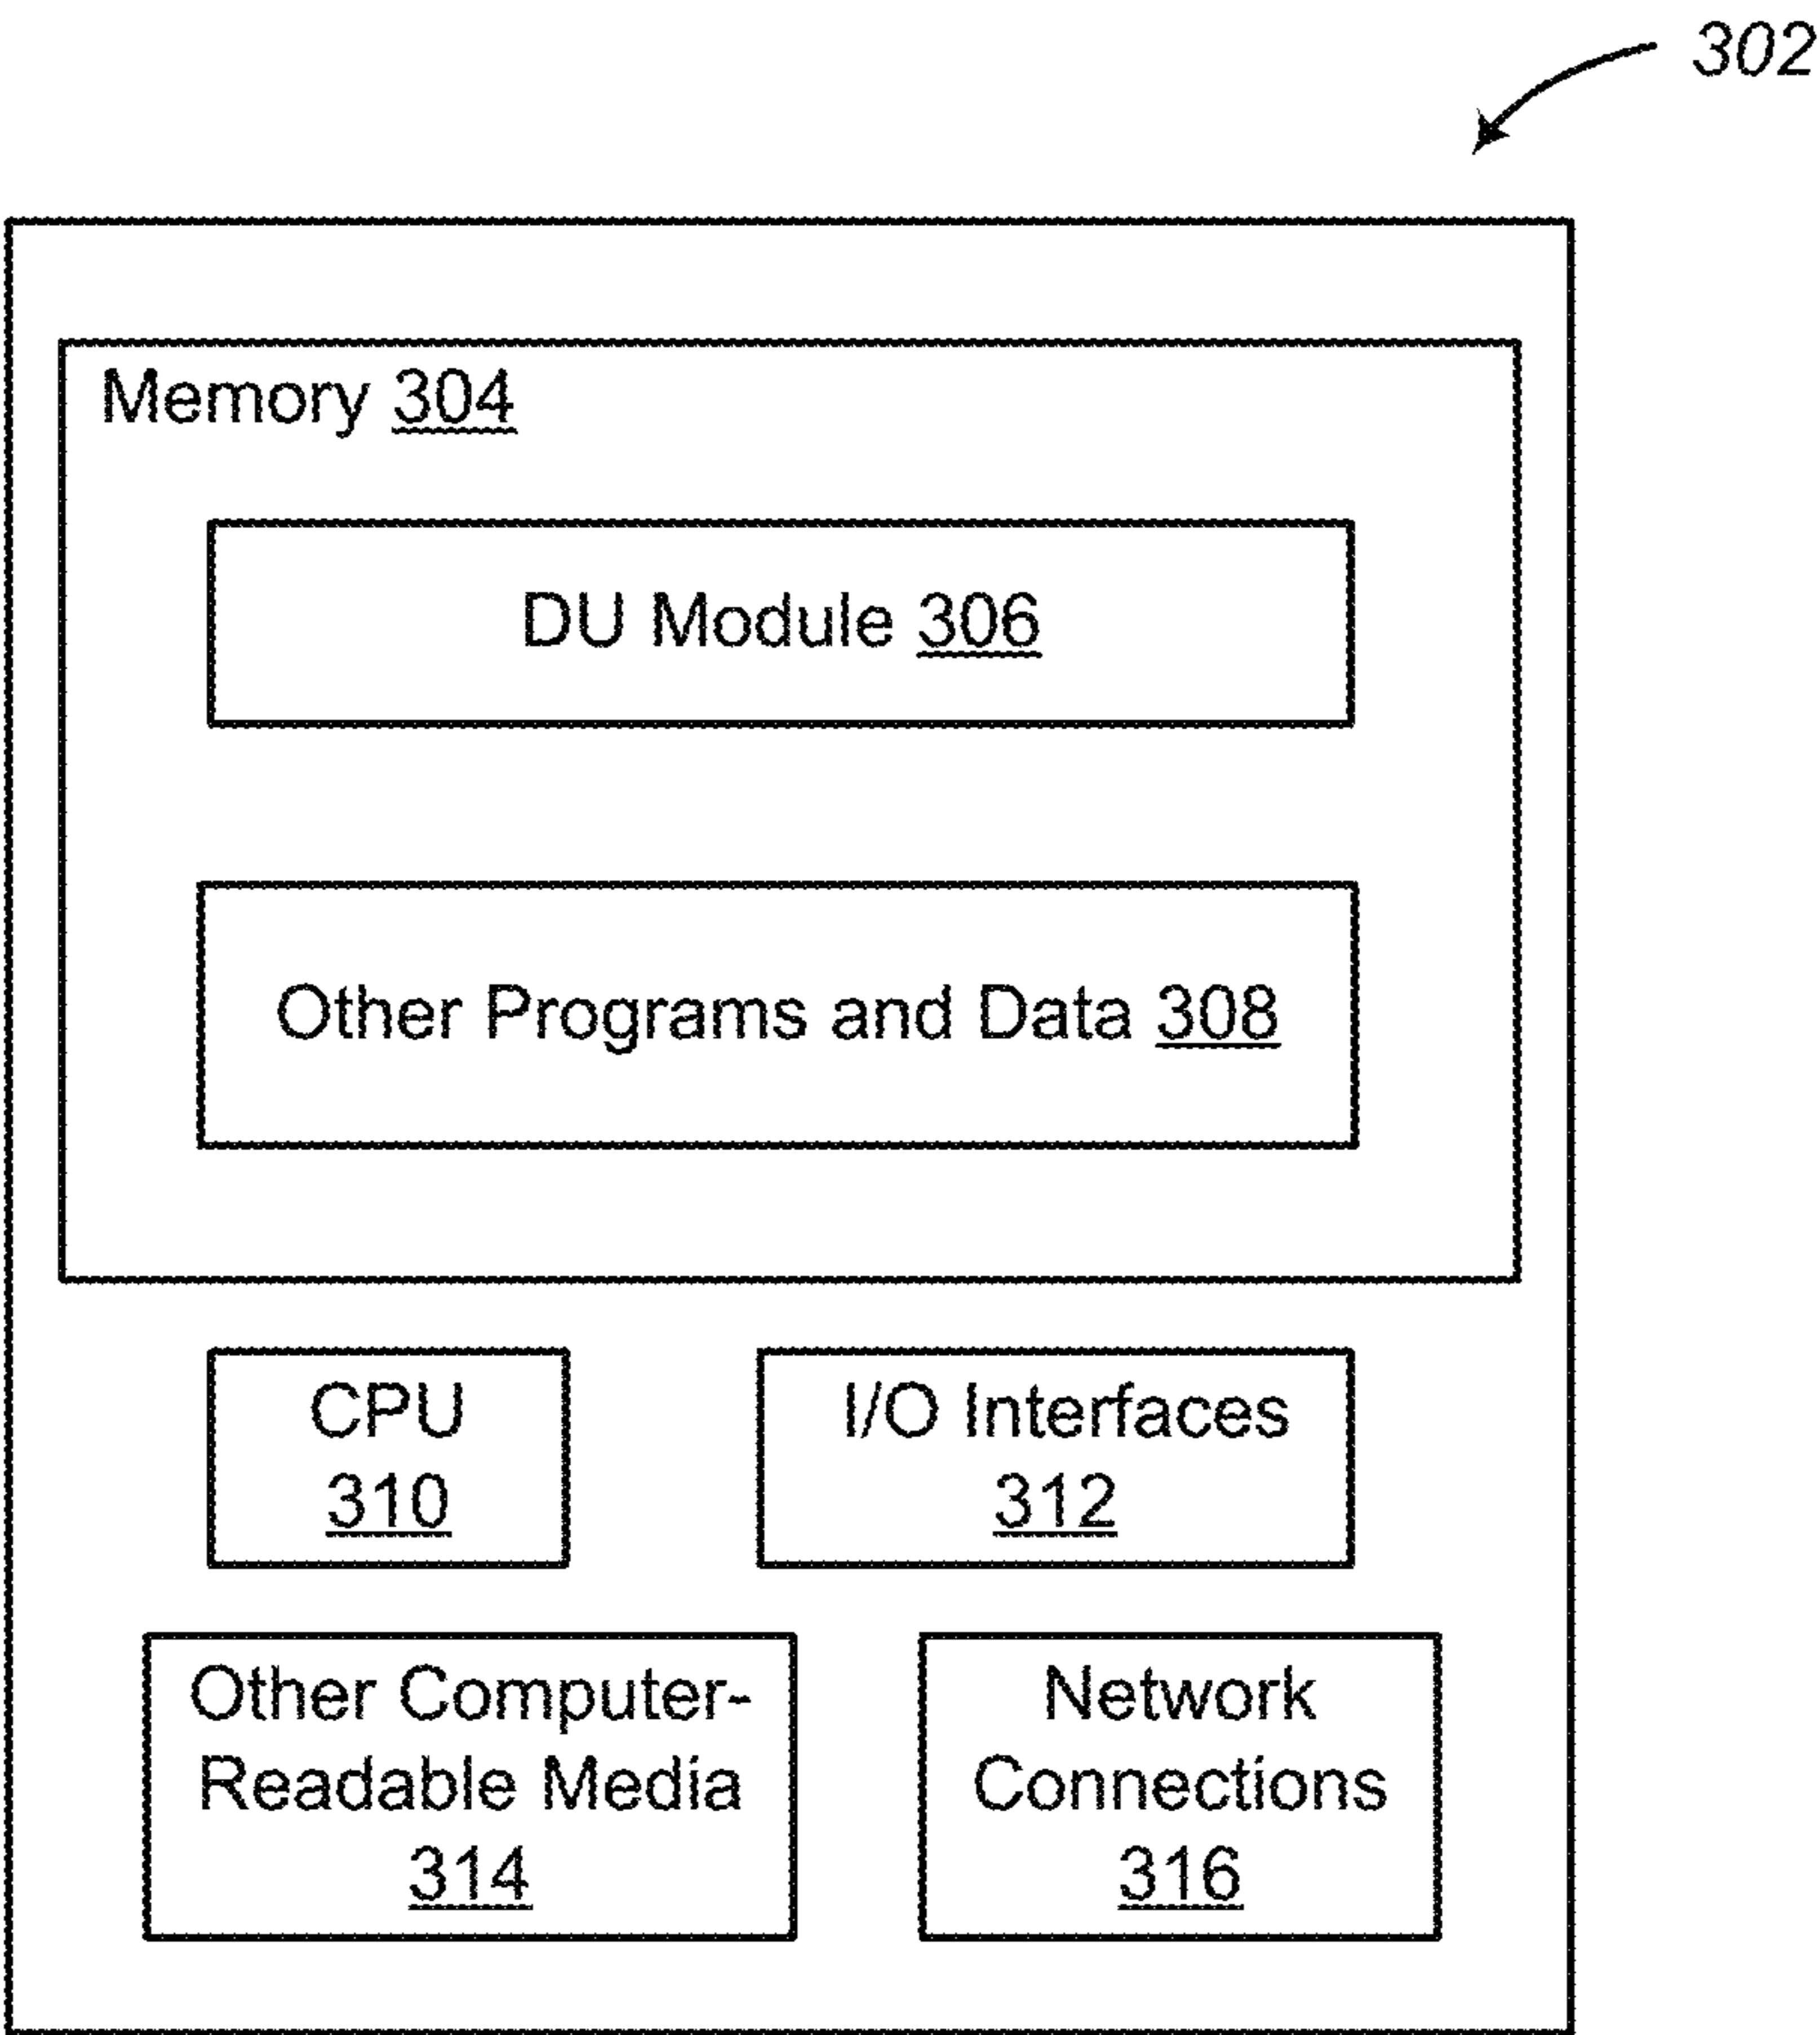 302
Memory 304
DU Module 306
Other Programs and Data 308
CPU
310
I/O Interfaces
312
Other Computer-
Readable Media
314
Network
Connections
316